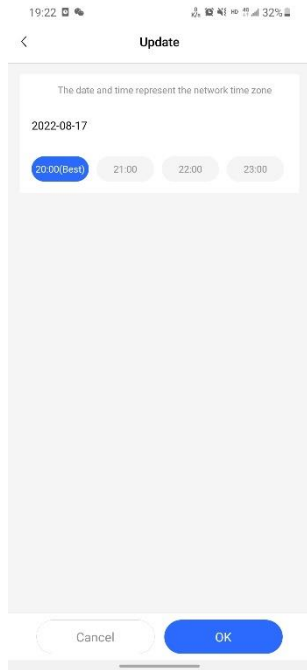 19:22 HD 32%
Update
The date and time represent the network time zone
2022-08-17
20:00(Best) 21:00 22:00 23:00
Cancel OK